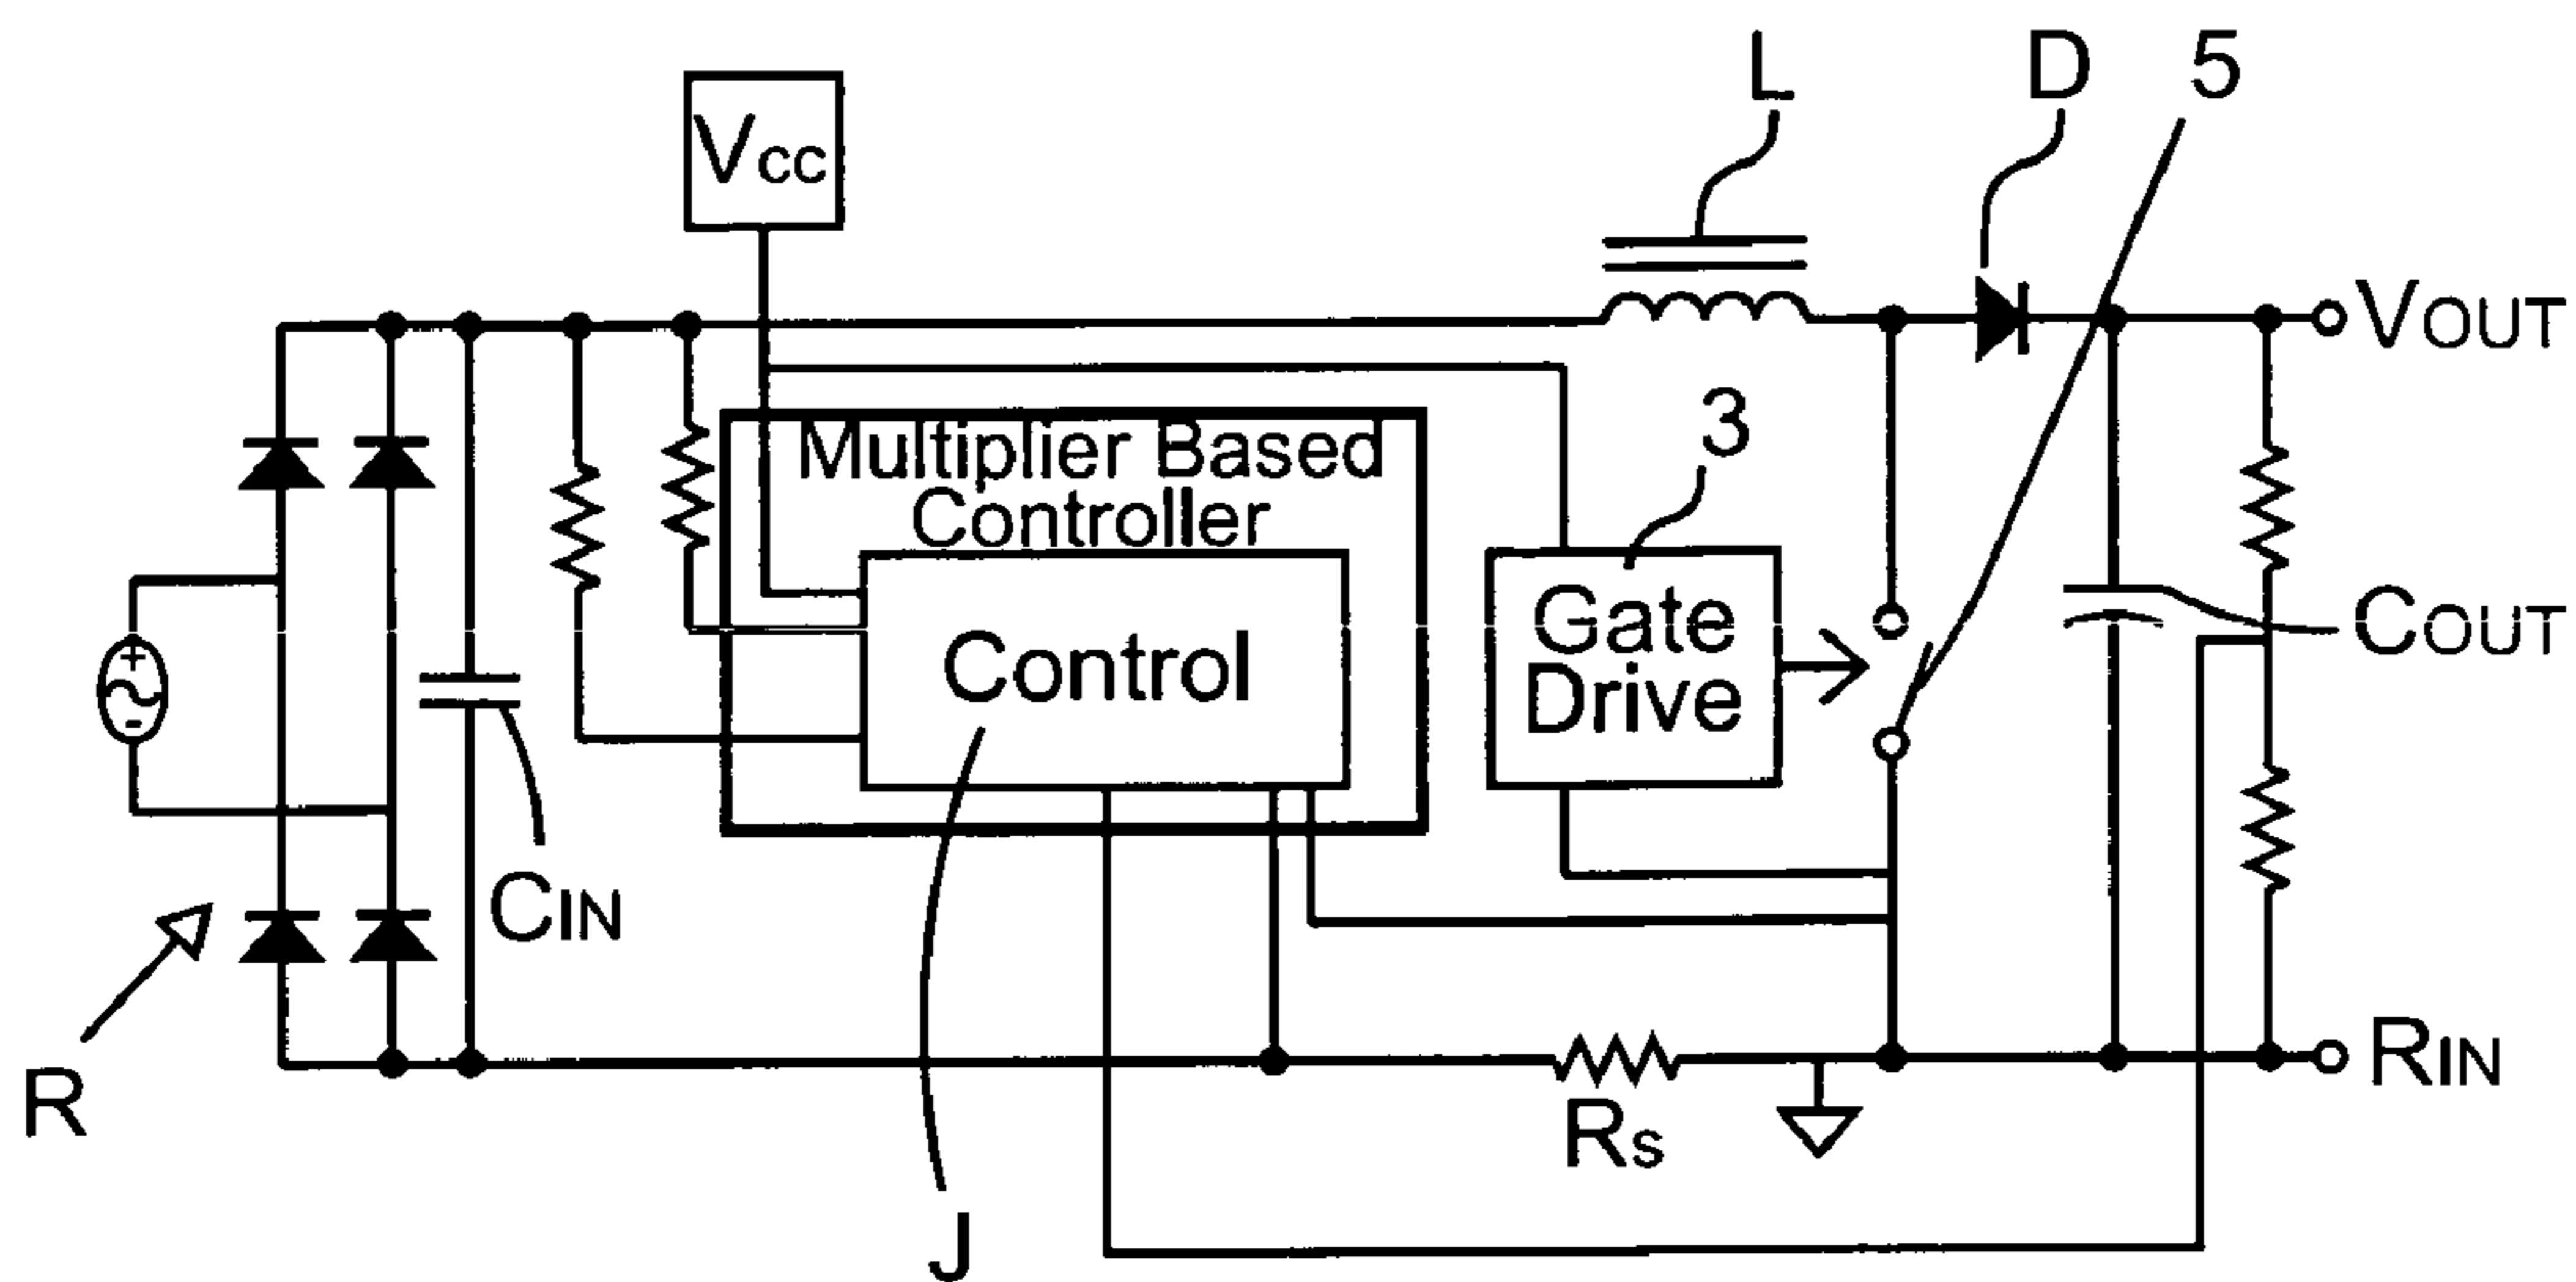 L
D
5
Vcc
VOUT
3
Multiplier Based
Controller
Gate
Drive
Control
COUT
+
-
CIN
R
RIN
Rs
J